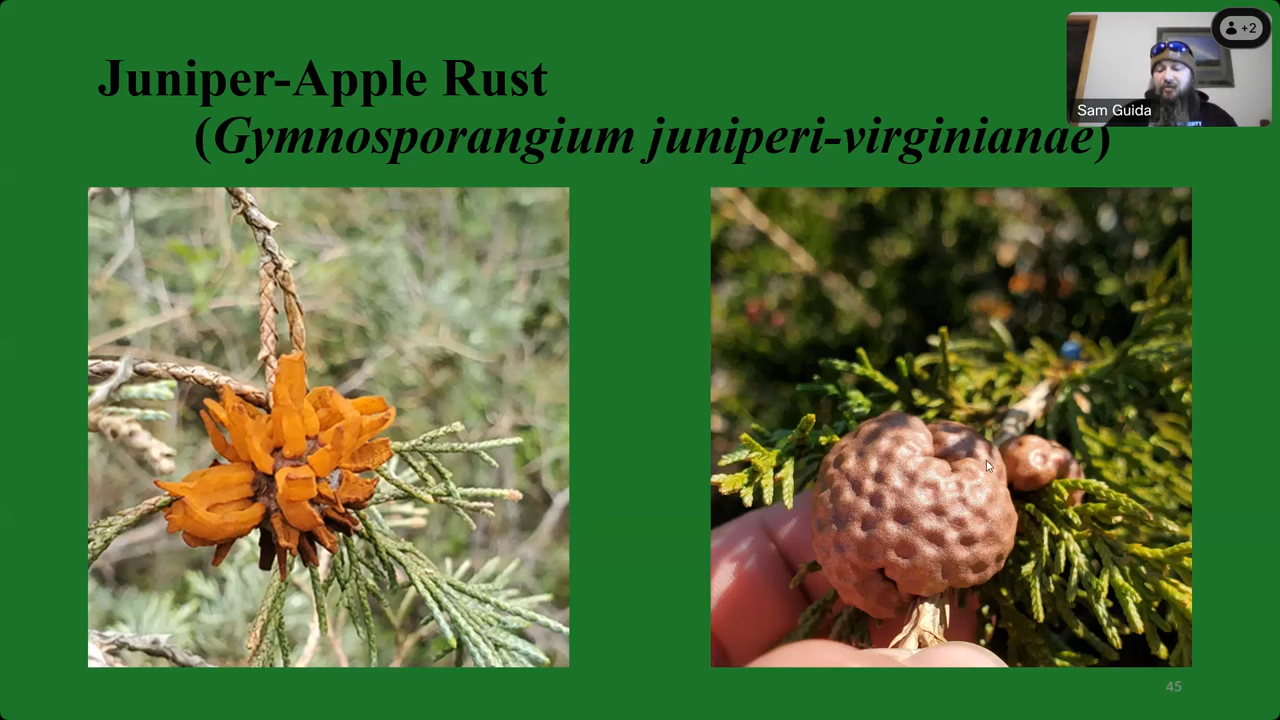 Juniper-Apple Rust
(Gymnosporangium juniperi-virginianae)
+2
Sam Guida
45